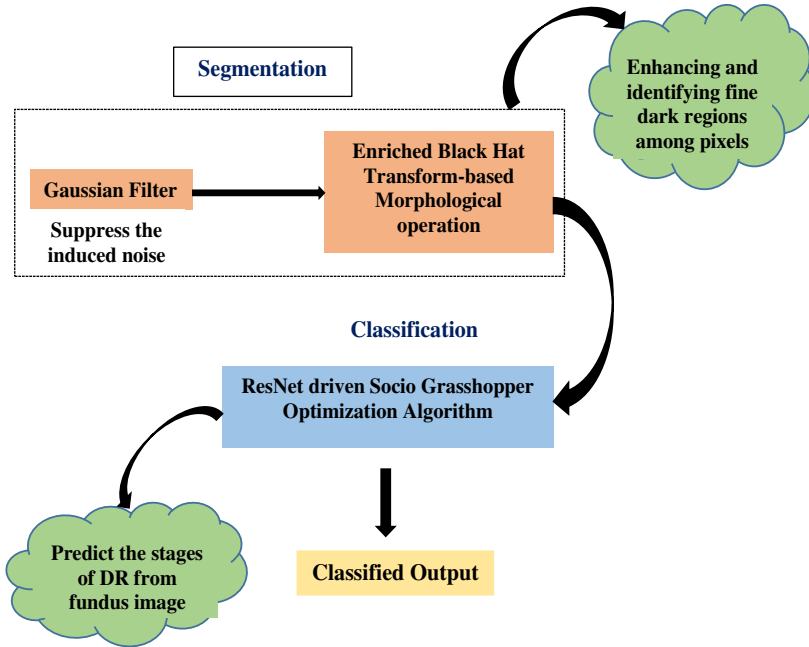 Segmentation
Enhancing and
identifying fine
dark regions
among pixels
Gaussian Filter
Suppress the
induced noise
Enriched Black Hat
Transform-based
Morphological
operation
Classification
ResNet driven Socio Grasshopper
Optimization Algorithm
Predict the stages
of DR from
fundus image
Classified Output